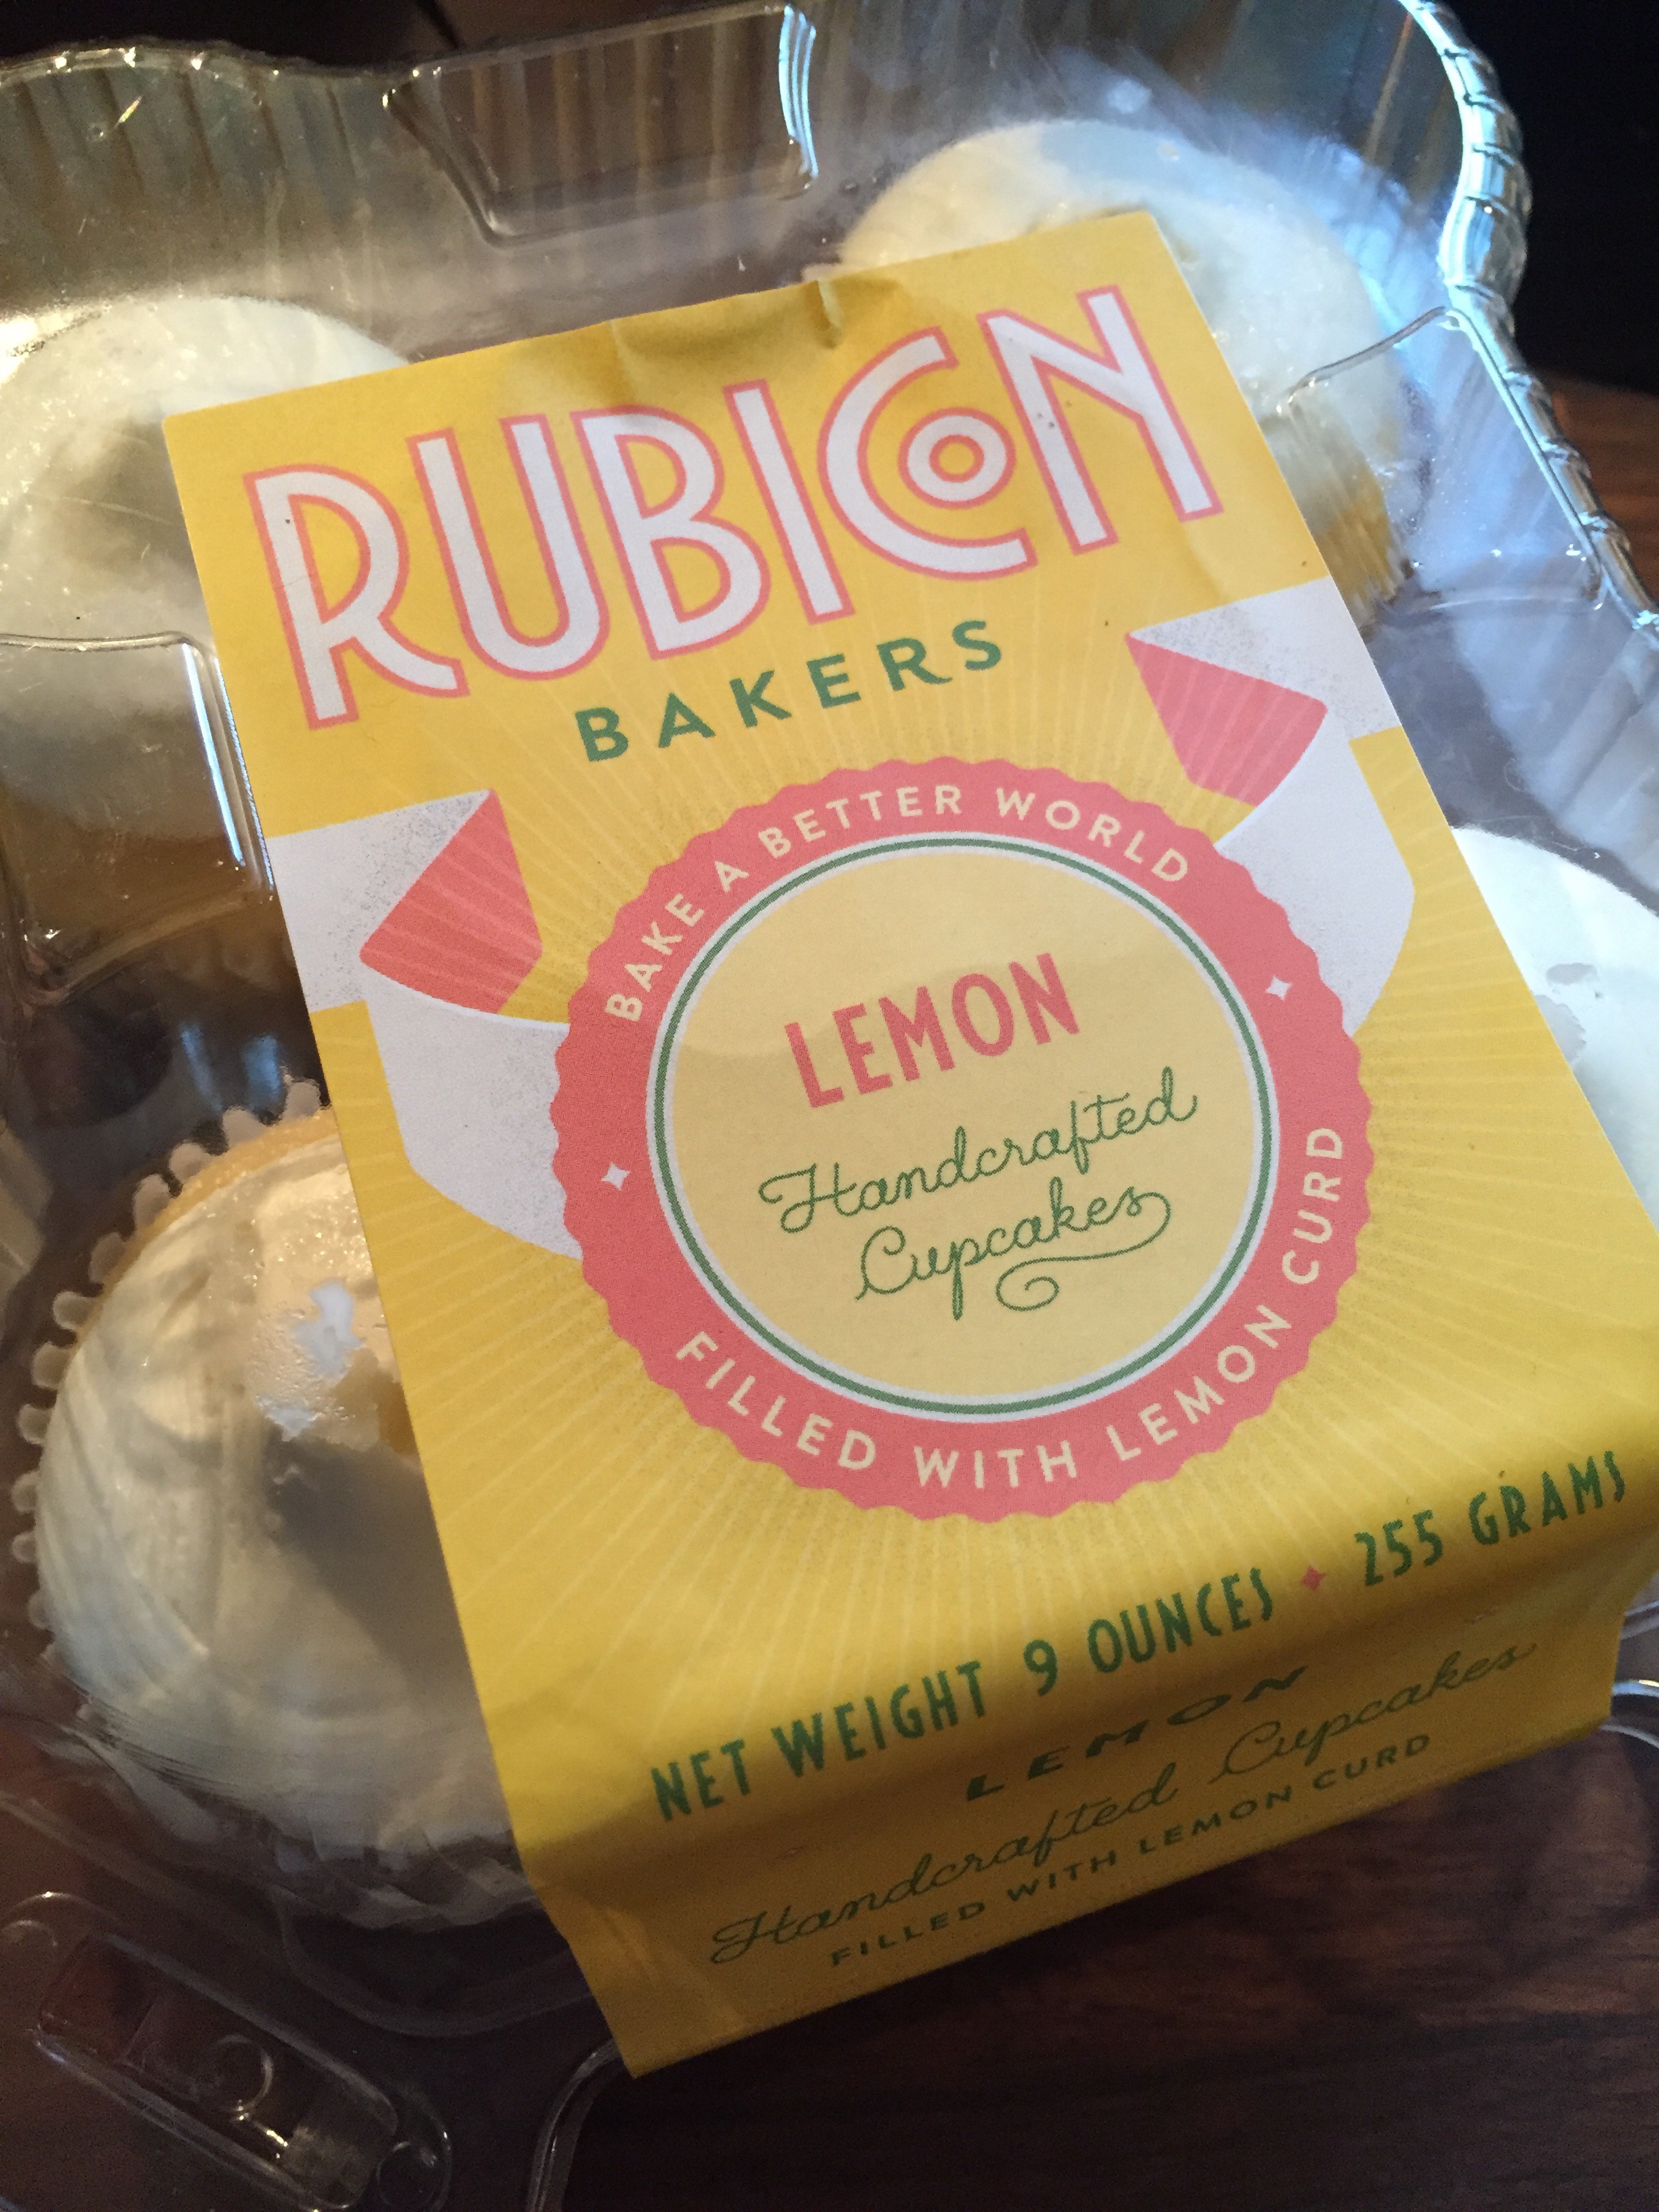 RUBICON
BAKERS
BAKE A BETTER WORLD
LEMON
Handcrafted
Cupcakes
FILLED WITH LEMON CURD
NET WEIGHT 9 OUNCES 255 GRAMS
LEMON
Handcrafted Cupcakes
FILLED WITH LEMON CURD